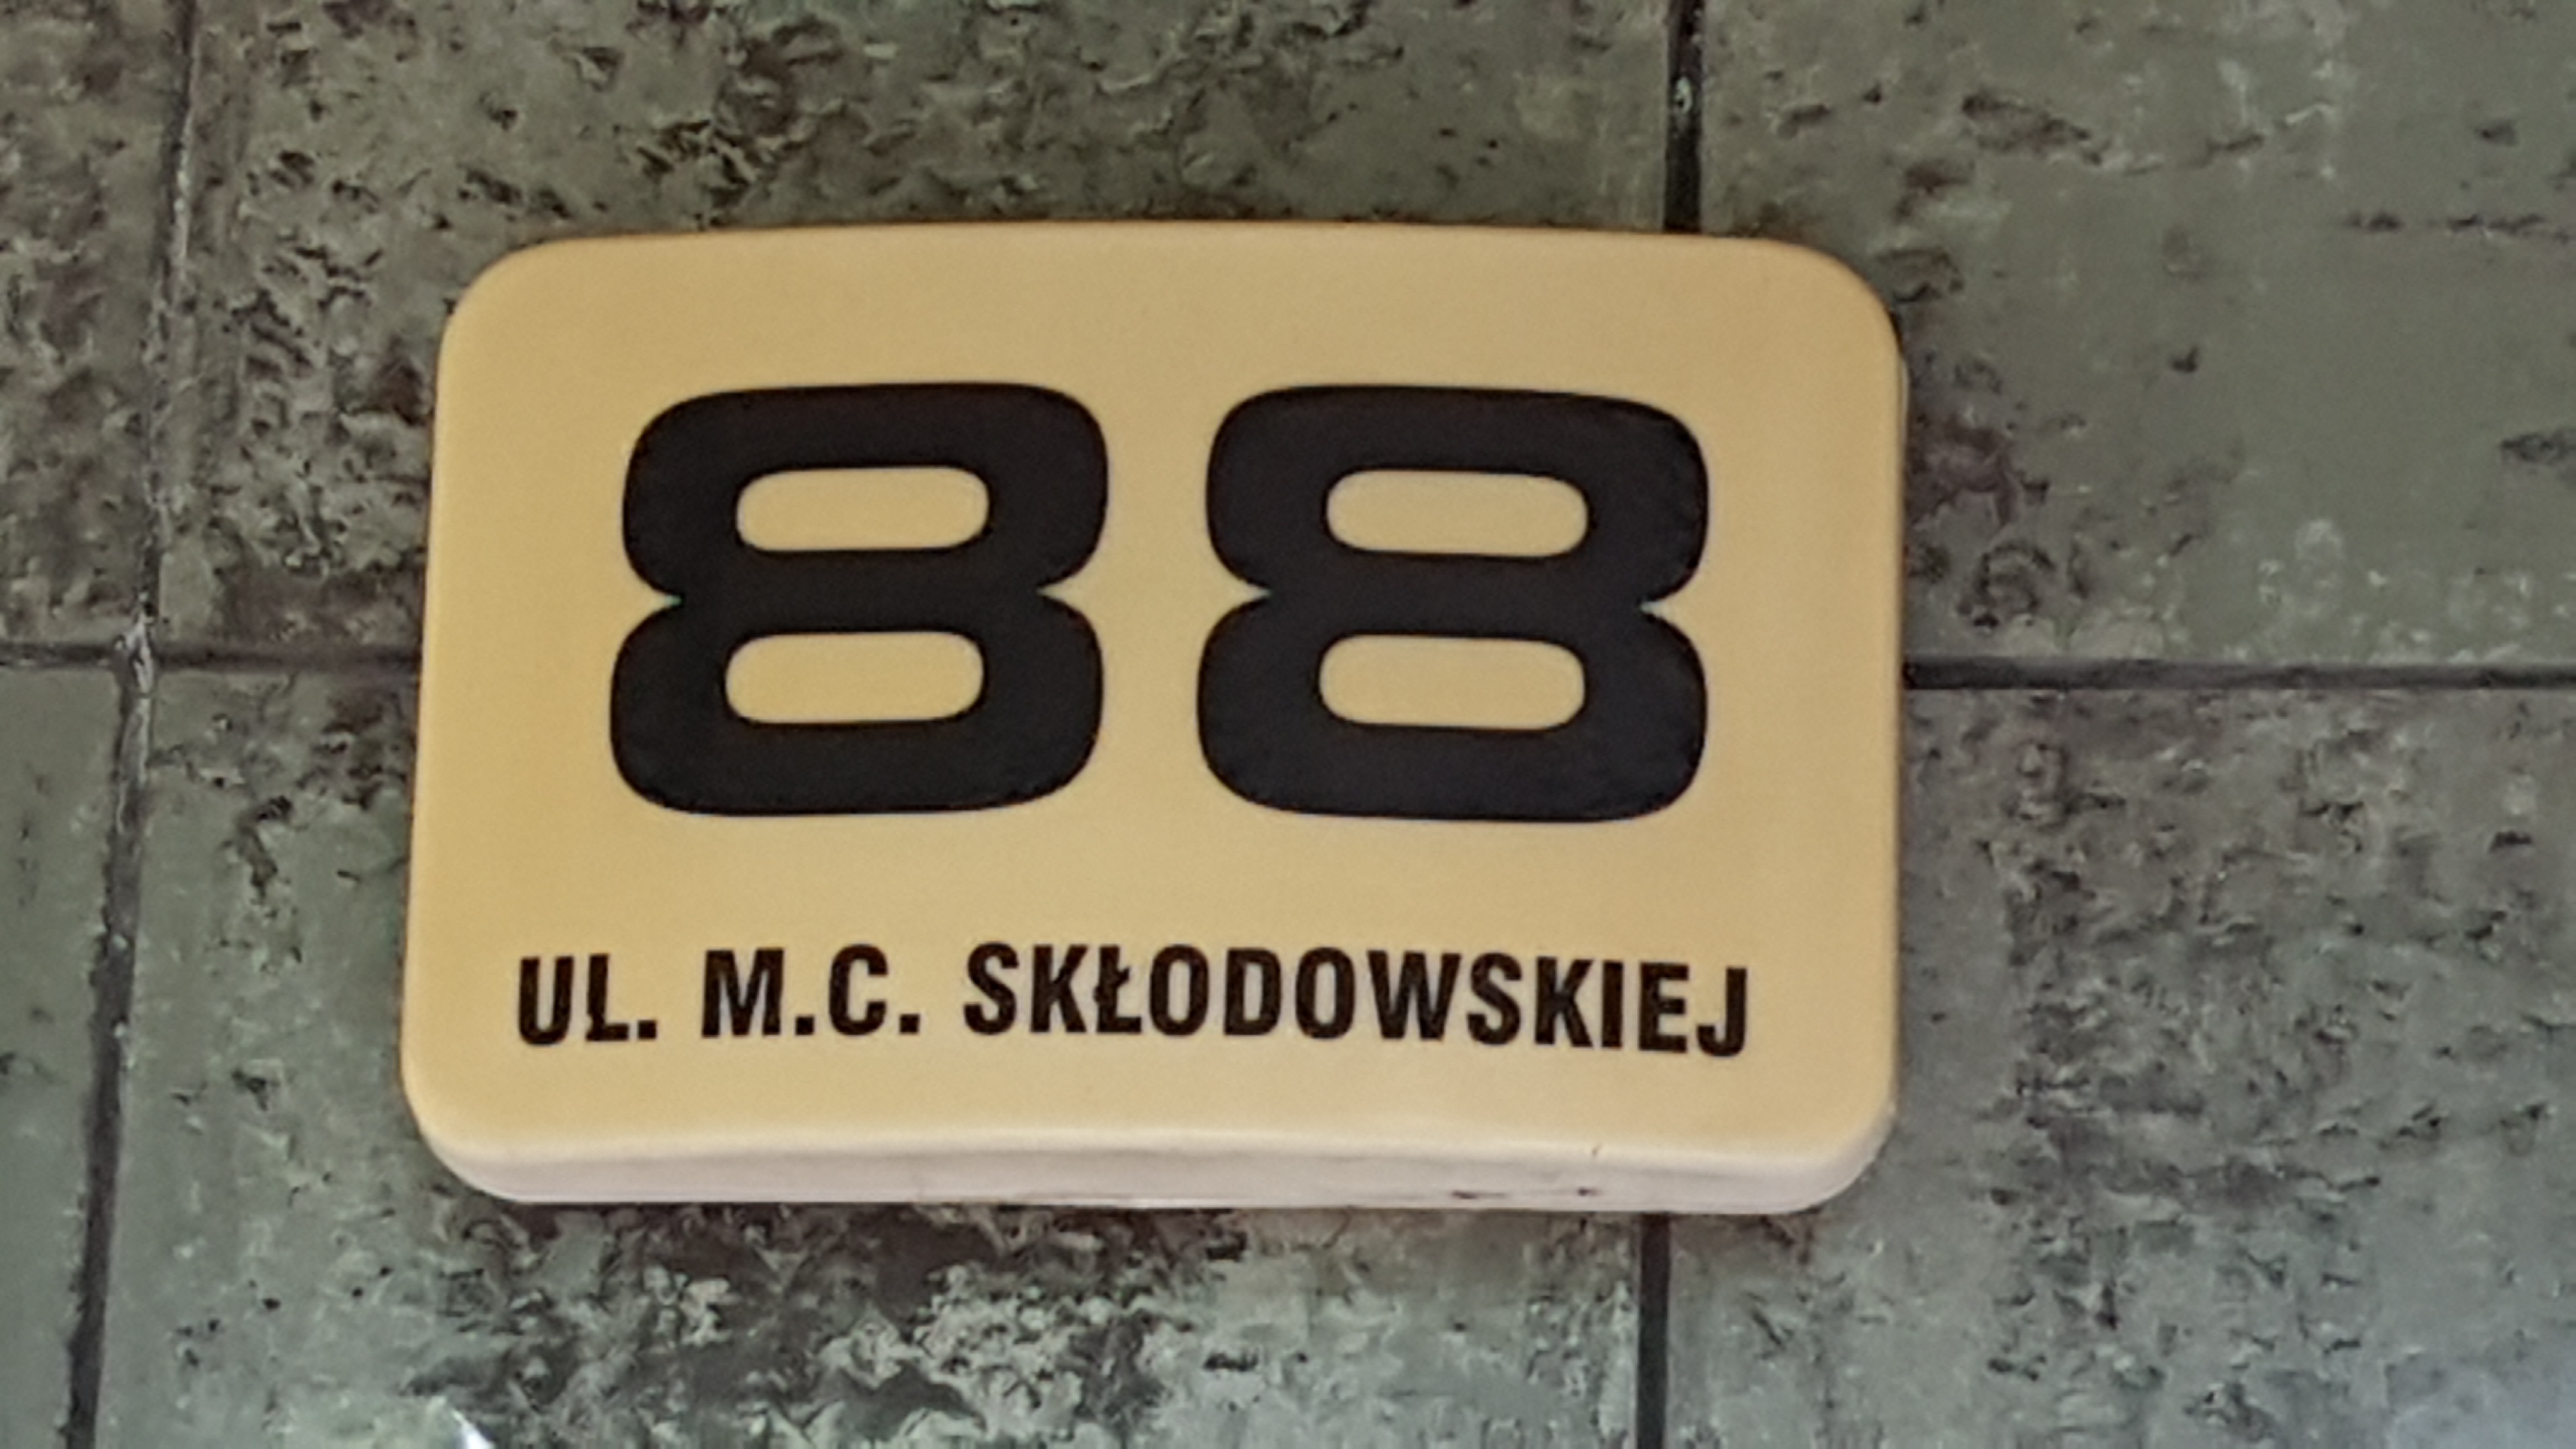 88
UL. M.C. SKŁODOWSKIEJ